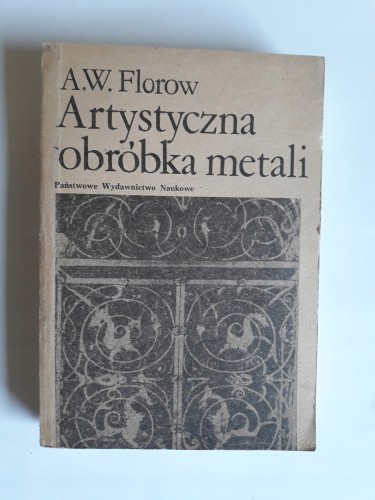 A.W. Florow
Artystyczna
obróbka metali
Państwowe Wydawnictwo Naukowe